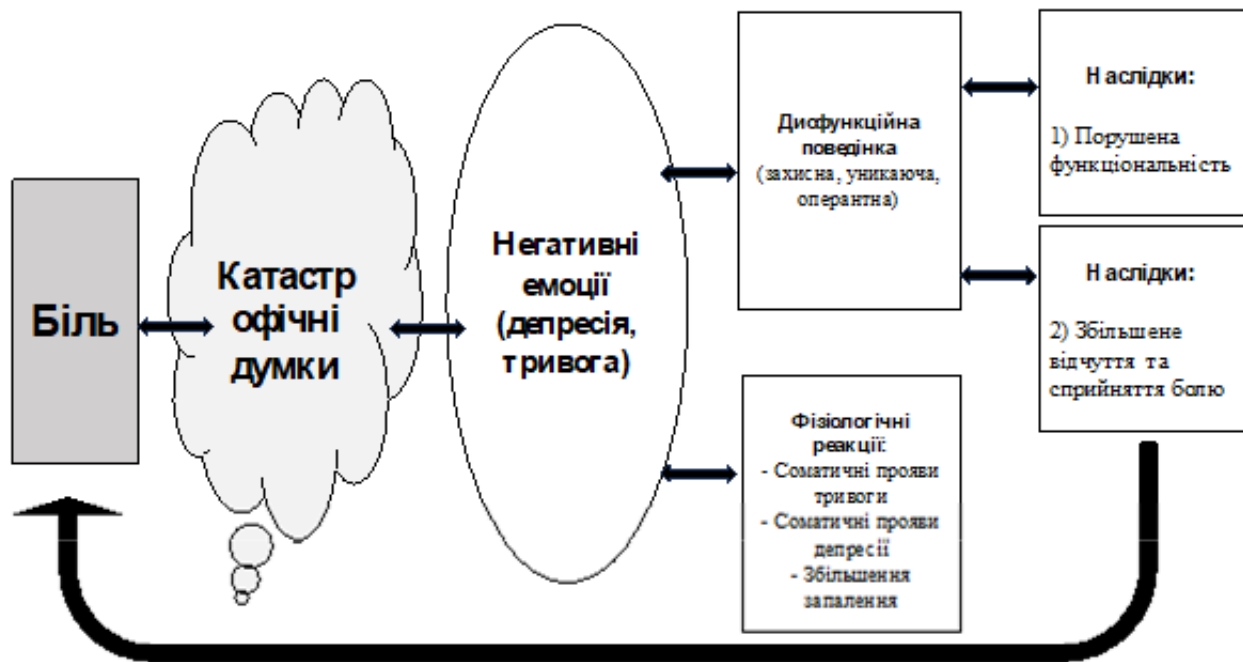 Біль
Катастр
офічні
думки
Негативні
емоції
(депресія,
тривога)
Дисфункційна
поведінка
(захисна, уникаюча,
оперантна)
Фізіологічні
реакції:
- Соматичні прояви
тривоги
- Соматичні прояви
депресії
- Збільшення
запалення
Наслідки:
1) Порушена
функціональність
Наслідки:
2) Збільшене
відчуття та
сприйняття болю